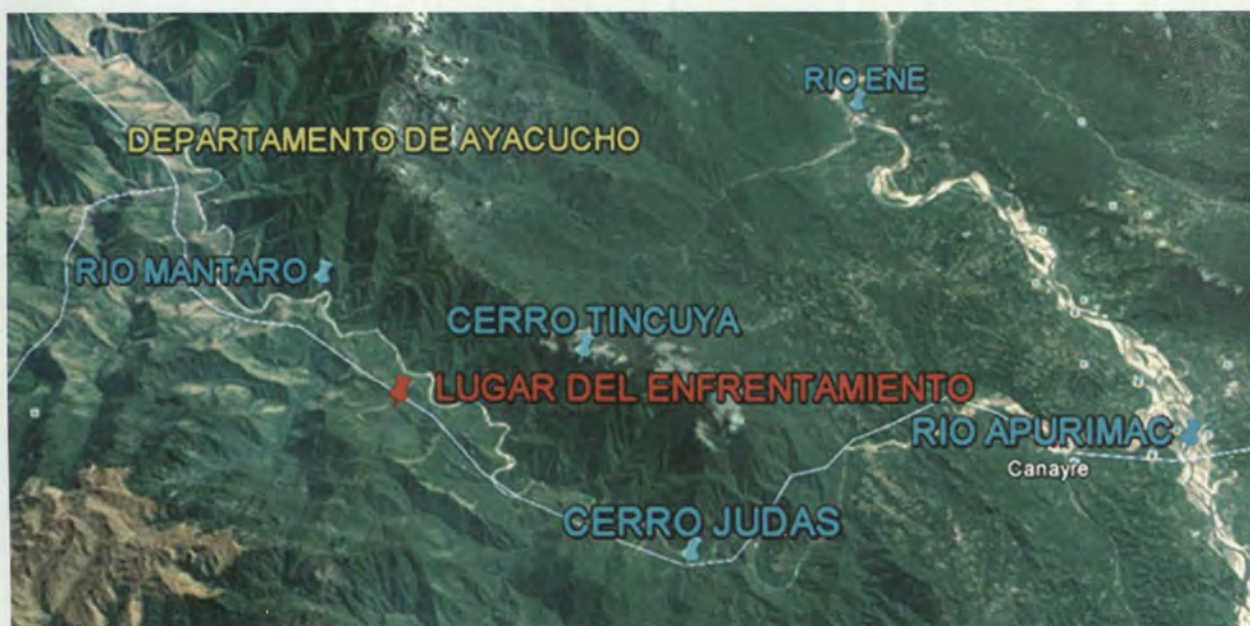 RIO ENE
DEPARTAMENTO DE AYACUCHO
RIO MANTARO
CERRO TINCUYA
LUGAR DEL ENFRENTAMIENTO
RIO APURIMAC
Canayre
CERRO JUDAS